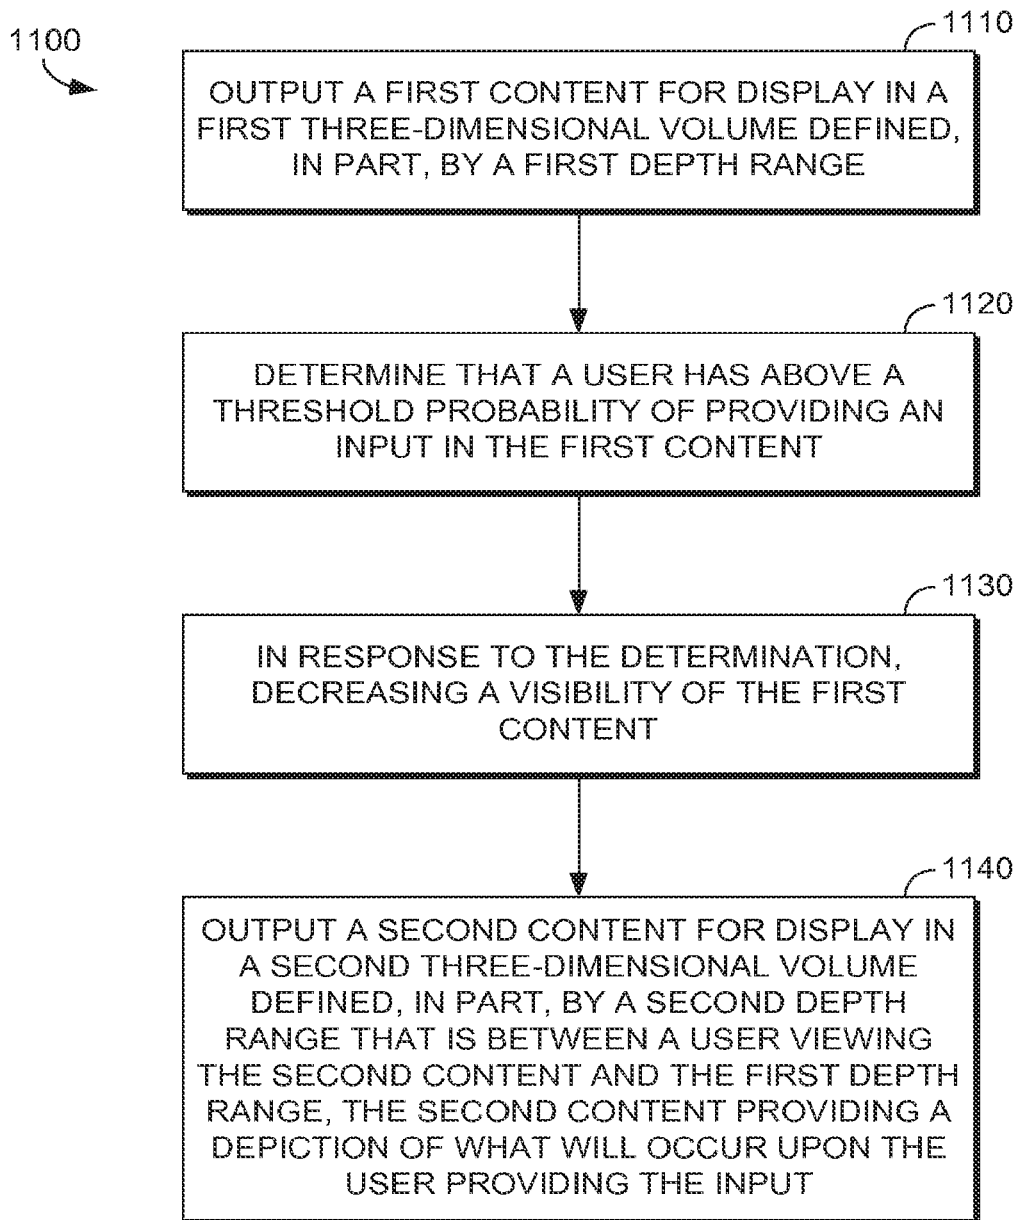 1100
1110
OUTPUT A FIRST CONTENT FOR DISPLAY IN A
FIRST THREE-DIMENSIONAL VOLUME DEFINED,
IN PART, BY A FIRST DEPTH RANGE
1120
DETERMINE THAT A USER HAS ABOVE A
THRESHOLD PROBABILITY OF PROVIDING AN
INPUT IN THE FIRST CONTENT
1130
IN RESPONSE TO THE DETERMINATION,
DECREASING A VISIBILITY OF THE FIRST
CONTENT
1140
OUTPUT A SECOND CONTENT FOR DISPLAY IN
A SECOND THREE-DIMENSIONAL VOLUME
DEFINED, IN PART, BY A SECOND DEPTH
RANGE THAT IS BETWEEN A USER VIEWING
THE SECOND CONTENT AND THE FIRST DEPTH
RANGE, THE SECOND CONTENT PROVIDING A
DEPICTION OF WHAT WILL OCCUR UPON THE
USER PROVIDING THE INPUT